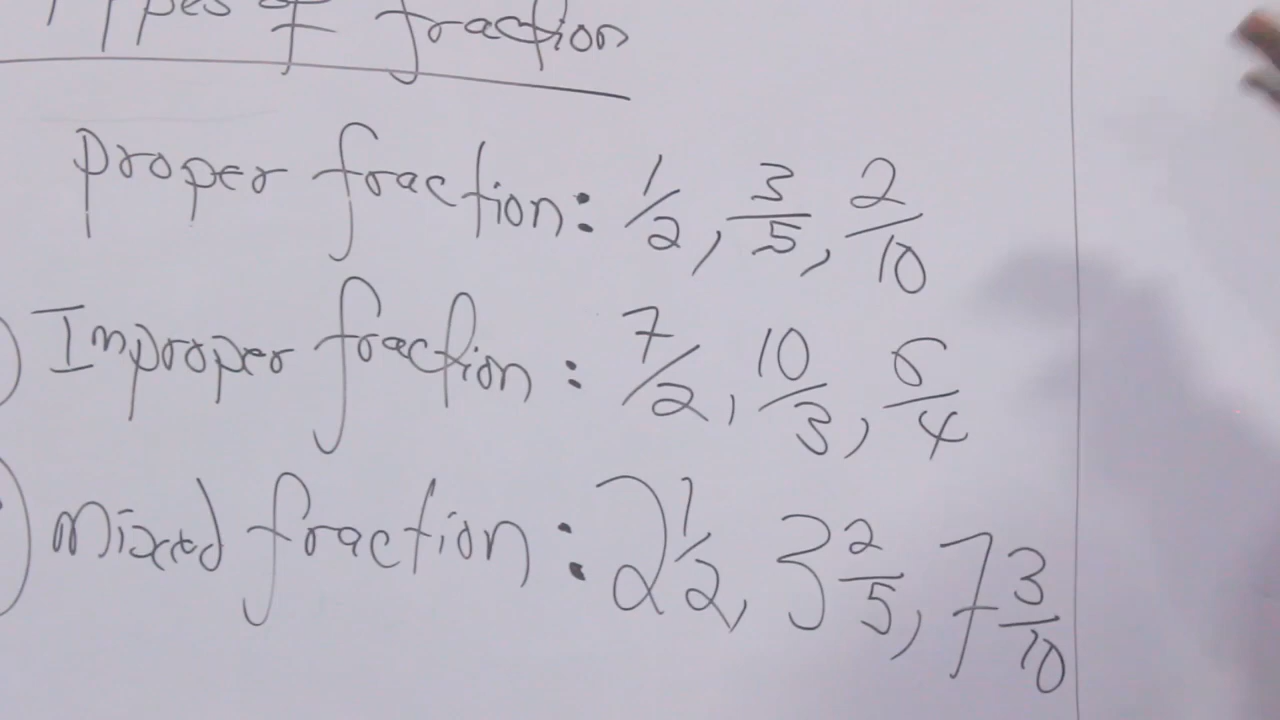 Types of fraction
Proper fraction: 1/2, 3/5, 2/10
) Improper fraction: 7/2, 10/3, 6/4
) Mixed fraction: 2 1/2, 3 2/5, 7 3/10